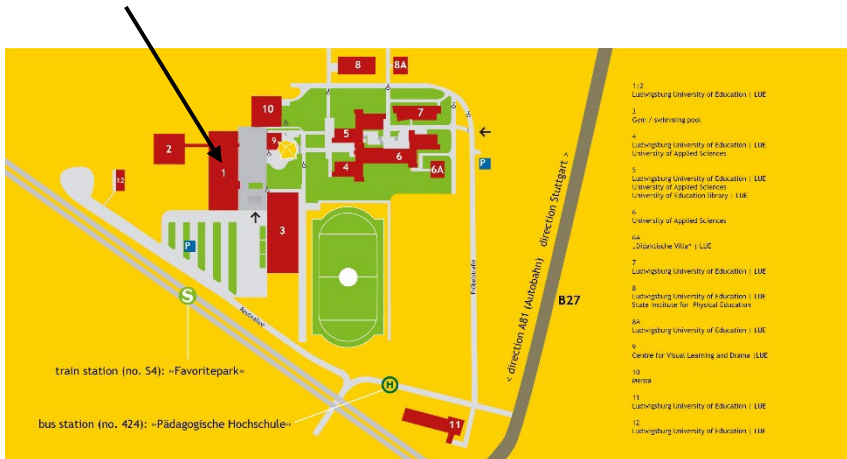 8
8A
10
7
1
9
5
2
6
1
4
6A
P
12
3
P
S
Reuteallee
Frôbelstraße
< direction A81 (Autobahn)   direction Stuttgart >
B27
train station (no. S4): »Favoritepark«
H
bus station (no. 424): »Pädagogische Hochschule«
11
1|2
Ludwigsburg University of Education | LUE
3
Gym / swimming pool
4
Ludwigsburg University of Education | LUE
University of Applied Sciences
5
Ludwigsburg University of Education | LUE
University of Applied Sciences
University of Education library | LUE
6
University of Applied Sciences
6A
„Didaktische Villa“ | LUE
7
Ludwigsburg University of Education | LUE
8
Ludwigsburg University of Education | LUE
State Institute for Physical Education
8A
Ludwigsburg University of Education | LUE
9
Centre for Visual Learning and Drama |LUE
10
Mensa
11
Ludwigsburg University of Education | LUE
12
Ludwigsburg University of Education | LUE